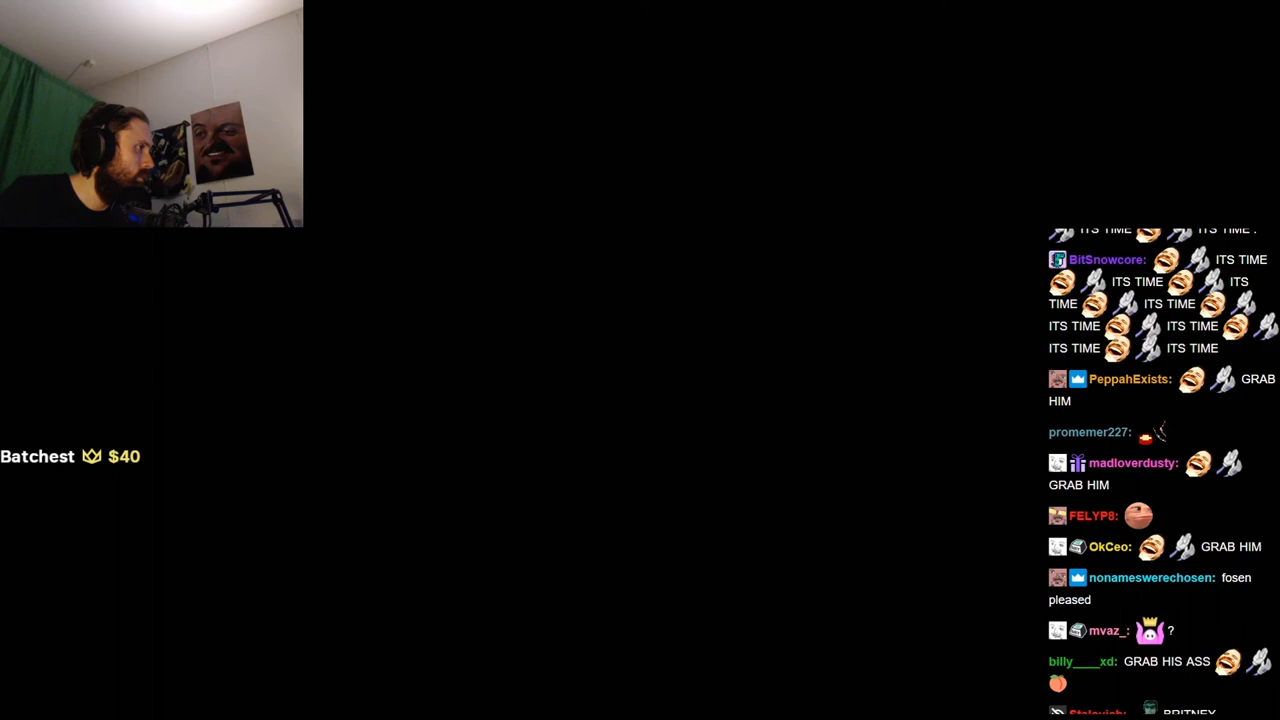 ITS TIME ITS TIME .
BitSnowcore: ITS TIME
ITS TIME ITS
TIME ITS TIME
ITS TIME ITS TIME
ITS TIME ITS TIME
PeppahExists: GRAB
HIM
promemer227:
madloverdusty:
GRAB HIM
FELYP8:
OkCeo: GRAB HIM
nonameswerechosen: fosen
pleased
mvaz_: ?
billy____xd: GRAB HIS ASS
BRITNEY
Batchest $40